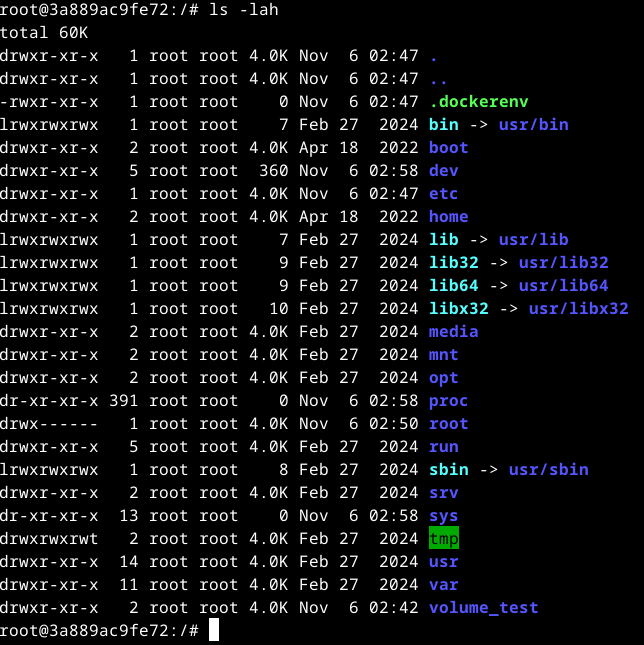 root@3a889ac9fe72:/# ls -lah
total 60K
drwxr-xr-x   1 root root 4.0K Nov  6 02:47 .
drwxr-xr-x   1 root root 4.0K Nov  6 02:47 ..
-rwxr-xr-x   1 root root    0 Nov  6 02:47 .dockerenv
lrwxrwxrwx   1 root root    7 Feb 27  2024 bin -> usr/bin
drwxr-xr-x   2 root root 4.0K Apr 18  2022 boot
drwxr-xr-x   5 root root  360 Nov  6 02:58 dev
drwxr-xr-x   1 root root 4.0K Nov  6 02:47 etc
drwxr-xr-x   2 root root 4.0K Apr 18  2022 home
lrwxrwxrwx   1 root root    7 Feb 27  2024 lib -> usr/lib
lrwxrwxrwx   1 root root    9 Feb 27  2024 lib32 -> usr/lib32
lrwxrwxrwx   1 root root    9 Feb 27  2024 lib64 -> usr/lib64
lrwxrwxrwx   1 root root   10 Feb 27  2024 libx32 -> usr/libx32
drwxr-xr-x   2 root root 4.0K Feb 27  2024 media
drwxr-xr-x   2 root root 4.0K Feb 27  2024 mnt
drwxr-xr-x   2 root root 4.0K Feb 27  2024 opt
dr-xr-xr-x 391 root root    0 Nov  6 02:58 proc
drwx------   1 root root 4.0K Nov  6 02:50 root
drwxr-xr-x   5 root root 4.0K Feb 27  2024 run
lrwxrwxrwx   1 root root    8 Feb 27  2024 sbin -> usr/sbin
drwxr-xr-x   2 root root 4.0K Feb 27  2024 srv
dr-xr-xr-x  13 root root    0 Nov  6 02:58 sys
drwxrwxrwt   2 root root 4.0K Feb 27  2024 tmp
drwxr-xr-x  14 root root 4.0K Feb 27  2024 usr
drwxr-xr-x  11 root root 4.0K Feb 27  2024 var
drwxr-xr-x   2 root root 4.0K Nov  6 02:42 volume_test
root@3a889ac9fe72:/#